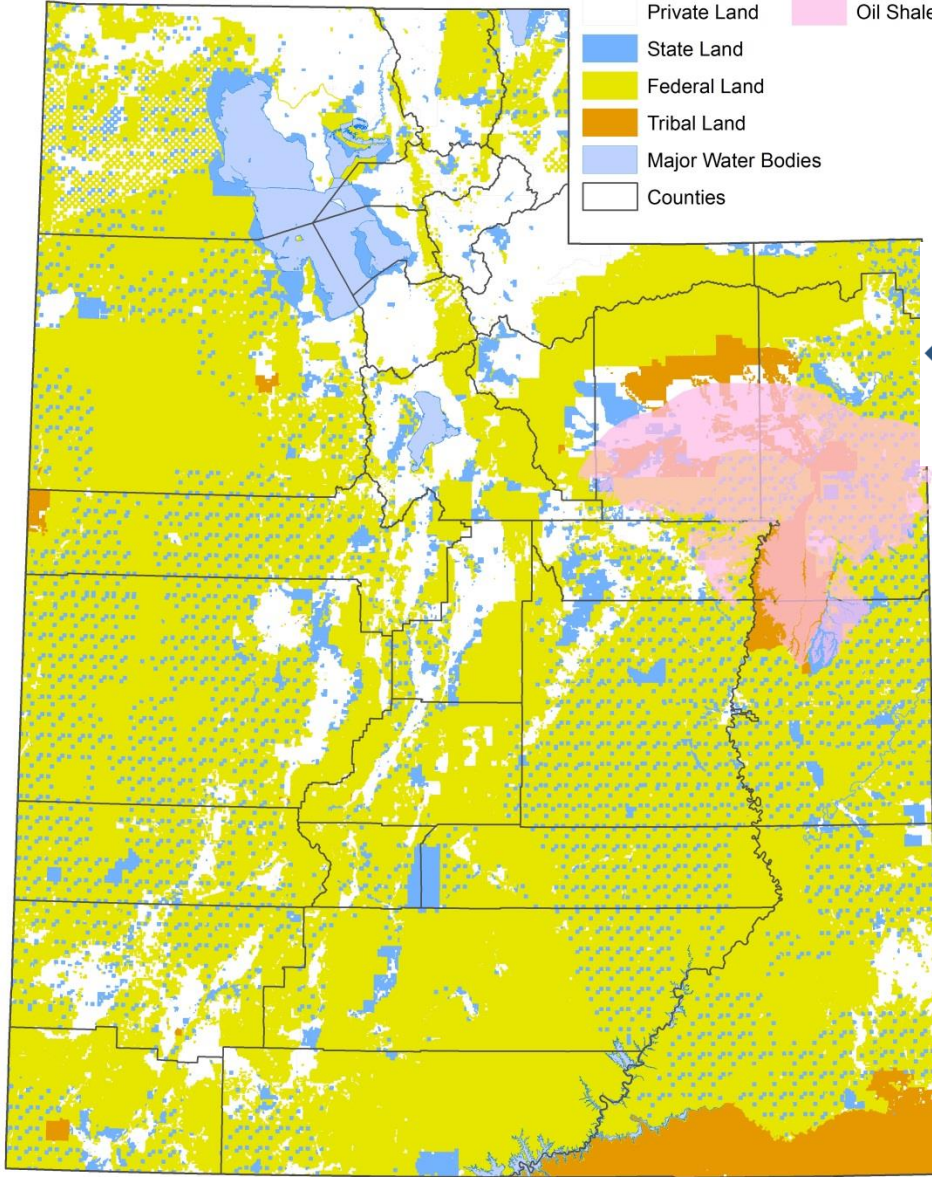 Private Land Oil Shale
State Land
Federal Land
Tribal Land
Major Water Bodies
Counties